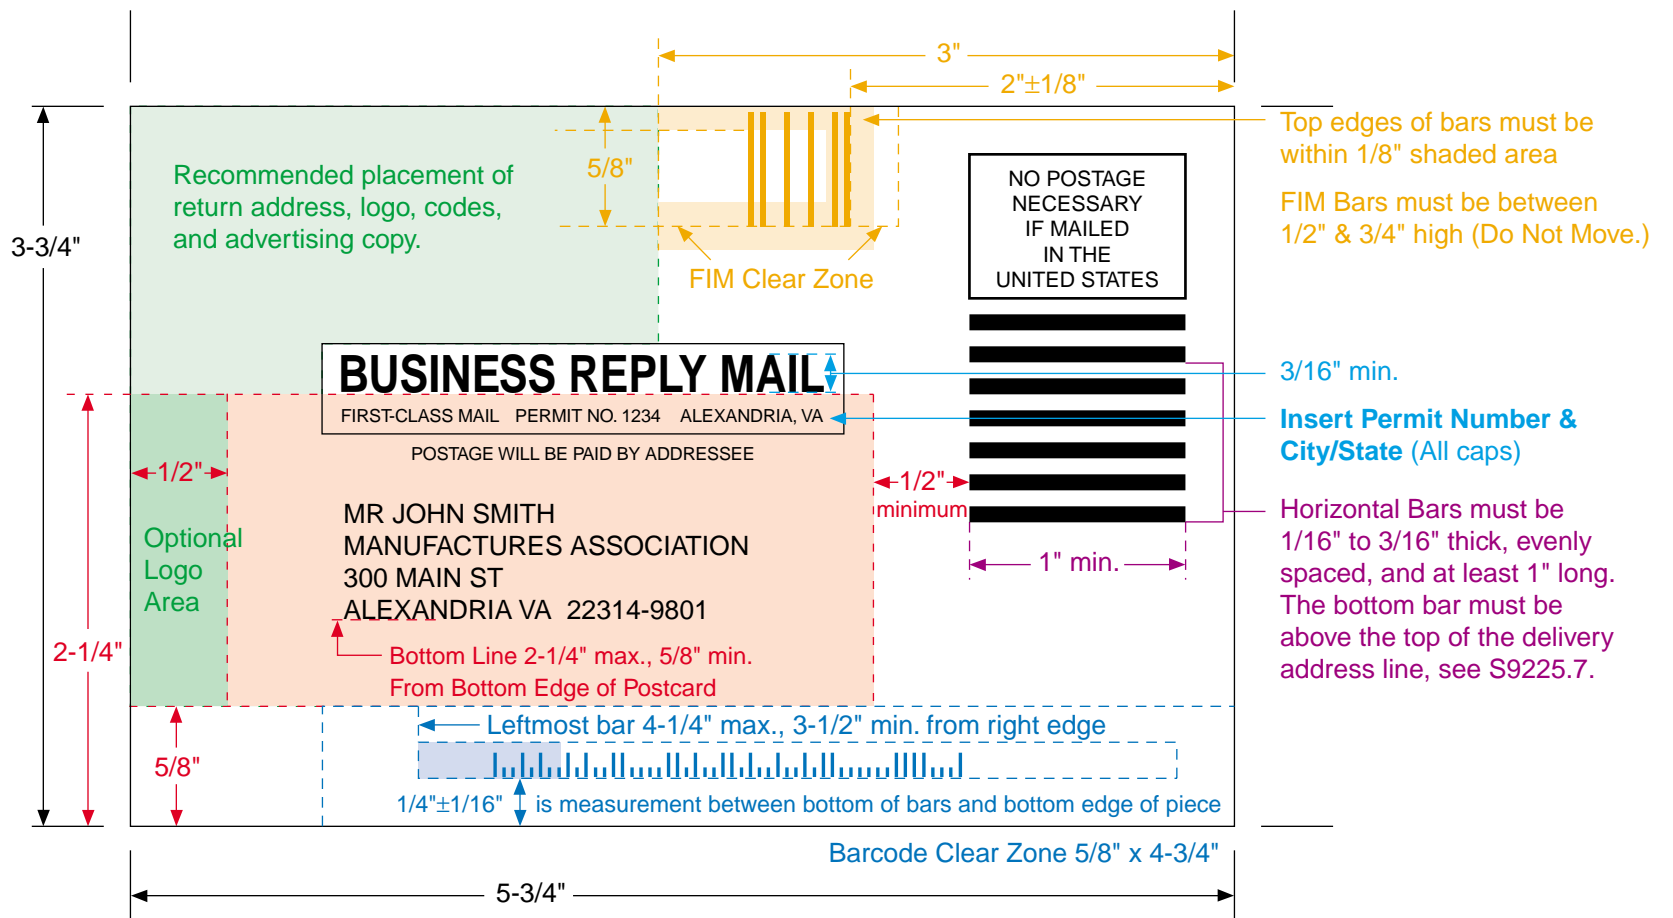 3"
2"±1/8"
Top edges of bars must be
within 1/8" shaded area
FIM Bars must be between
1/2" & 3/4" high (Do Not Move.)
Recommended placement of
return address, logo, codes,
and advertising copy.
5/8"
FIM Clear Zone
NO POSTAGE
NECESSARY
IF MAILED
IN THE
UNITED STATES
3-3/4"
BUSINESS REPLY MAIL
FIRST-CLASS MAIL PERMIT NO. 1234 ALEXANDRIA, VA
POSTAGE WILL BE PAID BY ADDRESSEE
3/16" min.
Insert Permit Number &
City/State (All caps)
1/2"
1/2"
minimum
Optional
Logo
Area
MR JOHN SMITH
MANUFACTURES ASSOCIATION
300 MAIN ST
ALEXANDRIA VA 22314-9801
1" min.
Horizontal Bars must be
1/16" to 3/16" thick, evenly
spaced, and at least 1" long.
The bottom bar must be
above the top of the delivery
address line, see S9225.7.
2-1/4"
Bottom Line 2-1/4" max., 5/8" min.
From Bottom Edge of Postcard
5/8"
Leftmost bar 4-1/4" max., 3-1/2" min. from right edge
1/4"±1/16" is measurement between bottom of bars and bottom edge of piece
Barcode Clear Zone 5/8" x 4-3/4"
5-3/4"